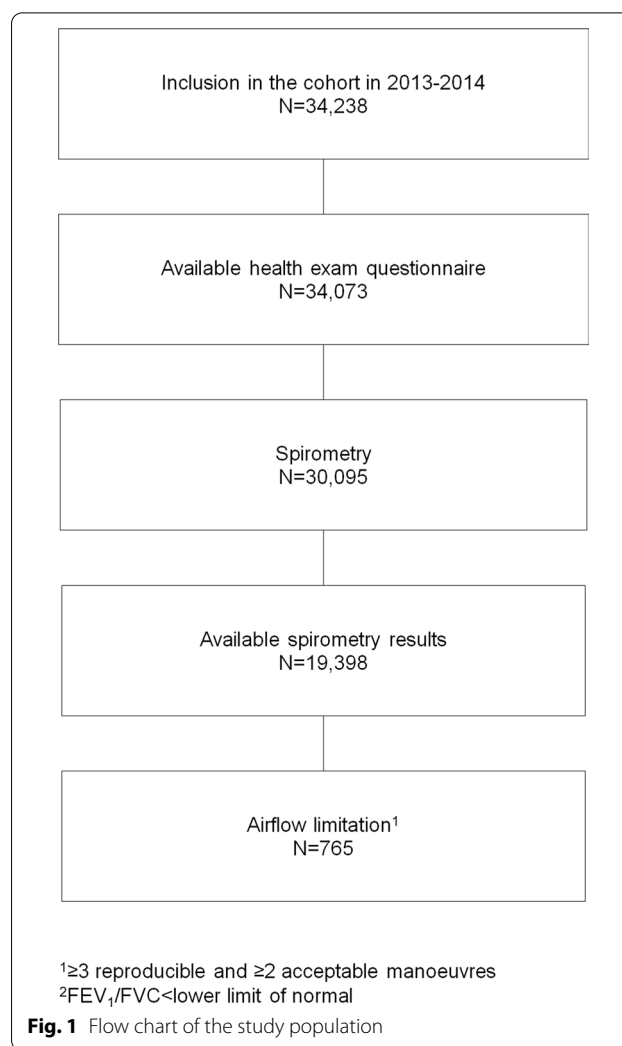 Inclusion in the cohort in 2013-2014
N=34,238
Available health exam questionnaire
N=34,073
Spirometry
N=30,095
Available spirometry results
N=19,398
Airflow limitation¹
N=765
¹≥3 reproducible and ≥2 acceptable manoeuvres
²FEV₁/FVC<lower limit of normal
Fig. 1 Flow chart of the study population